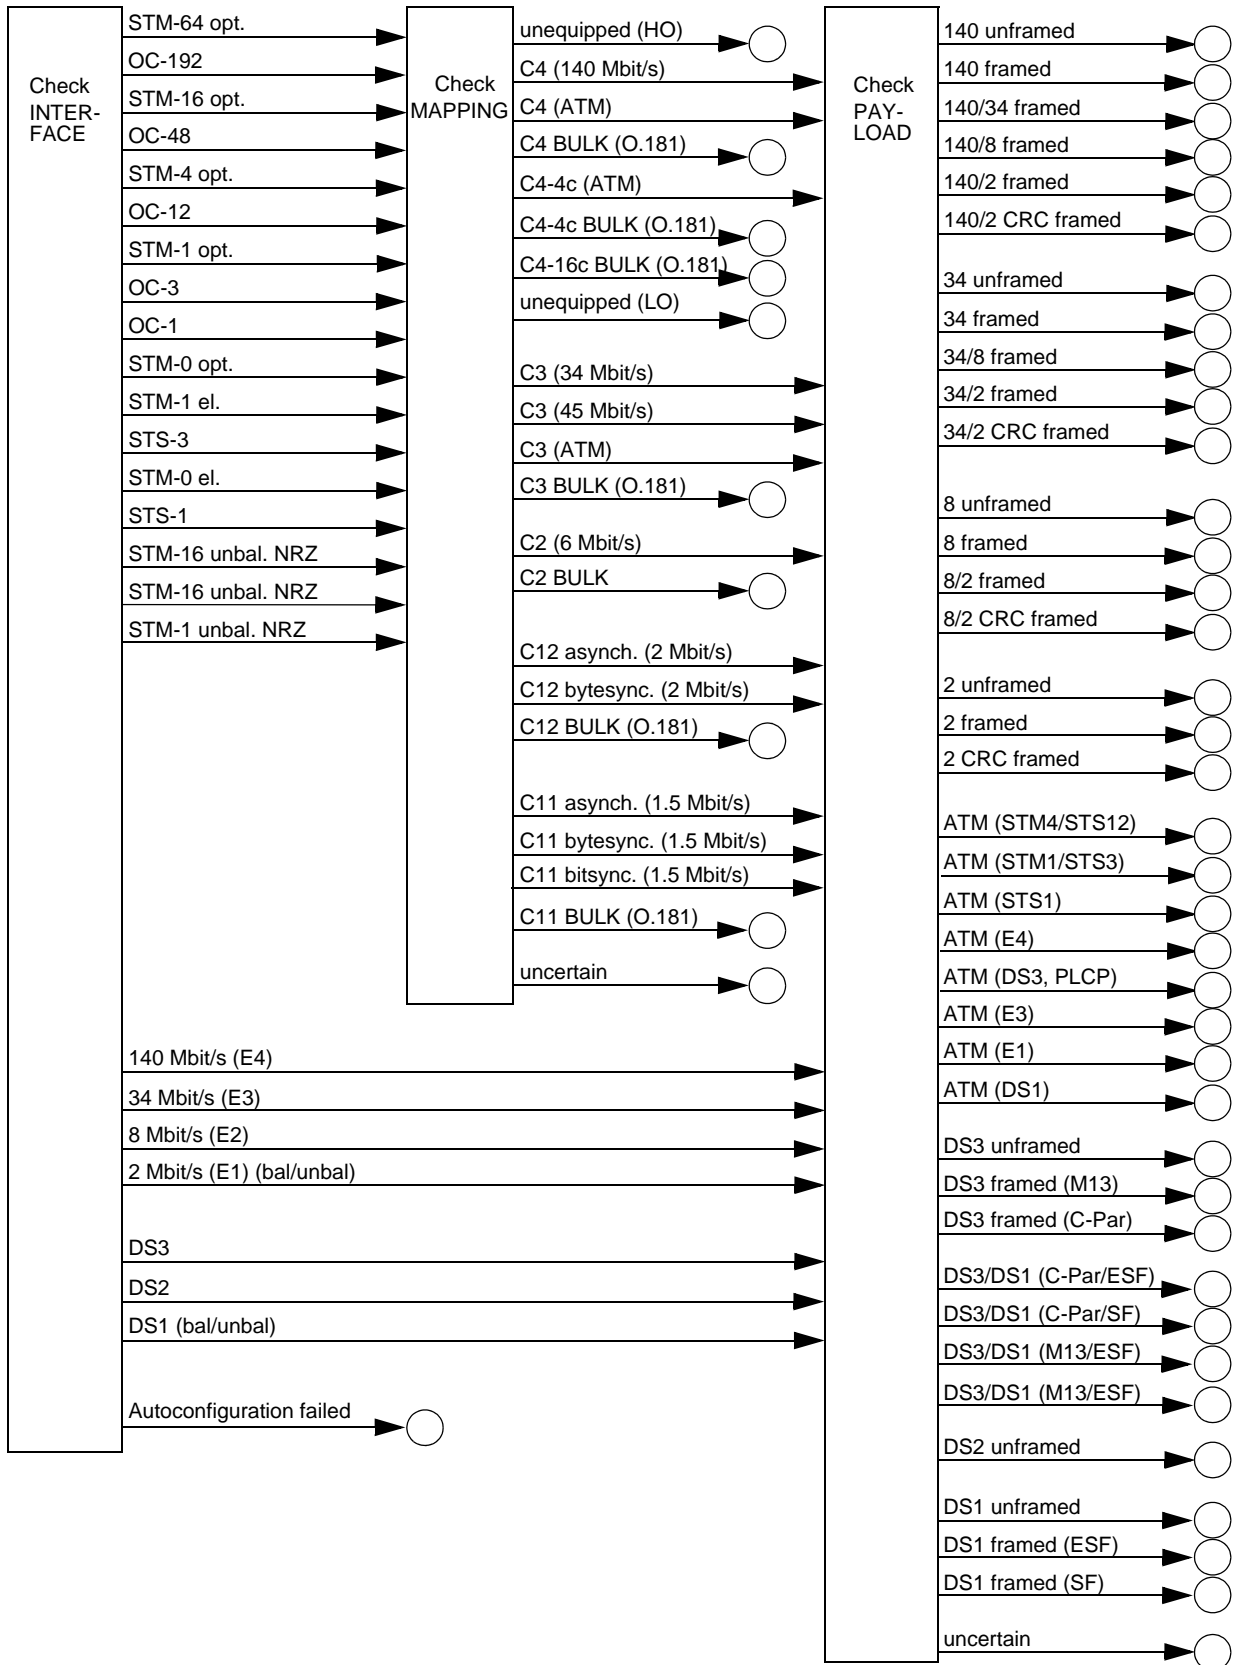 Check
INTER-
FACE
STM-64 opt.
OC-192
STM-16 opt.
OC-48
STM-4 opt.
OC-12
STM-1 opt.
OC-3
OC-1
STM-0 opt.
STM-1 el.
STS-3
STM-0 el.
STS-1
STM-16 unbal. NRZ
STM-16 unbal. NRZ
STM-1 unbal. NRZ
140 Mbit/s (E4)
34 Mbit/s (E3)
8 Mbit/s (E2)
2 Mbit/s (E1) (bal/unbal)
DS3
DS2
DS1 (bal/unbal)
Autoconfiguration failed
Check
MAPPING
unequipped (HO)
C4 (140 Mbit/s)
C4 (ATM)
C4 BULK (O.181)
C4-4c (ATM)
C4-4c BULK (O.181)
C4-16c BULK (O.181)
unequipped (LO)
C3 (34 Mbit/s)
C3 (45 Mbit/s)
C3 (ATM)
C3 BULK (O.181)
C2 (6 Mbit/s)
C2 BULK
C12 asynch. (2 Mbit/s)
C12 bytesync. (2 Mbit/s)
C12 BULK (O.181)
C11 asynch. (1.5 Mbit/s)
C11 bytesync. (1.5 Mbit/s)
C11 bitsync. (1.5 Mbit/s)
C11 BULK (O.181)
uncertain
Check
PAY-
LOAD
140 unframed
140 framed
140/34 framed
140/8 framed
140/2 framed
140/2 CRC framed
34 unframed
34 framed
34/8 framed
34/2 framed
34/2 CRC framed
8 unframed
8 framed
8/2 framed
8/2 CRC framed
2 unframed
2 framed
2 CRC framed
ATM (STM4/STS12)
ATM (STM1/STS3)
ATM (STS1)
ATM (E4)
ATM (DS3, PLCP)
ATM (E3)
ATM (E1)
ATM (DS1)
DS3 unframed
DS3 framed (M13)
DS3 framed (C-Par)
DS3/DS1 (C-Par/ESF)
DS3/DS1 (C-Par/SF)
DS3/DS1 (M13/ESF)
DS3/DS1 (M13/ESF)
DS2 unframed
DS1 unframed
DS1 framed (ESF)
DS1 framed (SF)
uncertain